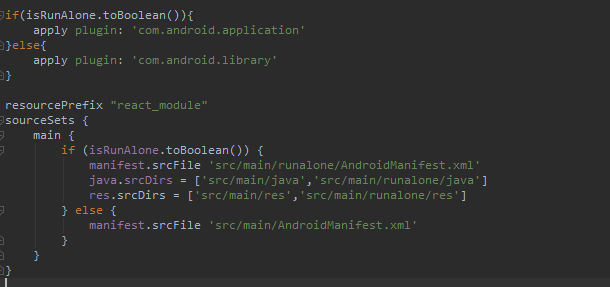 if(isRunAlone.toBoolean()){
    apply plugin: 'com.android.application'
}else{
    apply plugin: 'com.android.library'
}

resourcePrefix "react_module"
sourceSets {
    main {
        if (isRunAlone.toBoolean()) {
            manifest.srcFile 'src/main/runalone/AndroidManifest.xml'
            java.srcDirs = ['src/main/java','src/main/runalone/java']
            res.srcDirs = ['src/main/res','src/main/runalone/res']
        } else {
            manifest.srcFile 'src/main/AndroidManifest.xml'
        }
    }
}